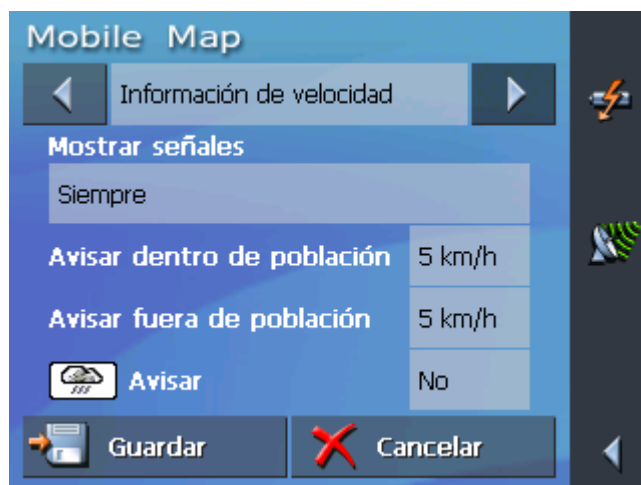 Mobile Map
Información de velocidad
Mostrar señales
Siempre
Avisar dentro de población 5 km/h
Avisar fuera de población 5 km/h
Avisar No
Guardar Cancelar